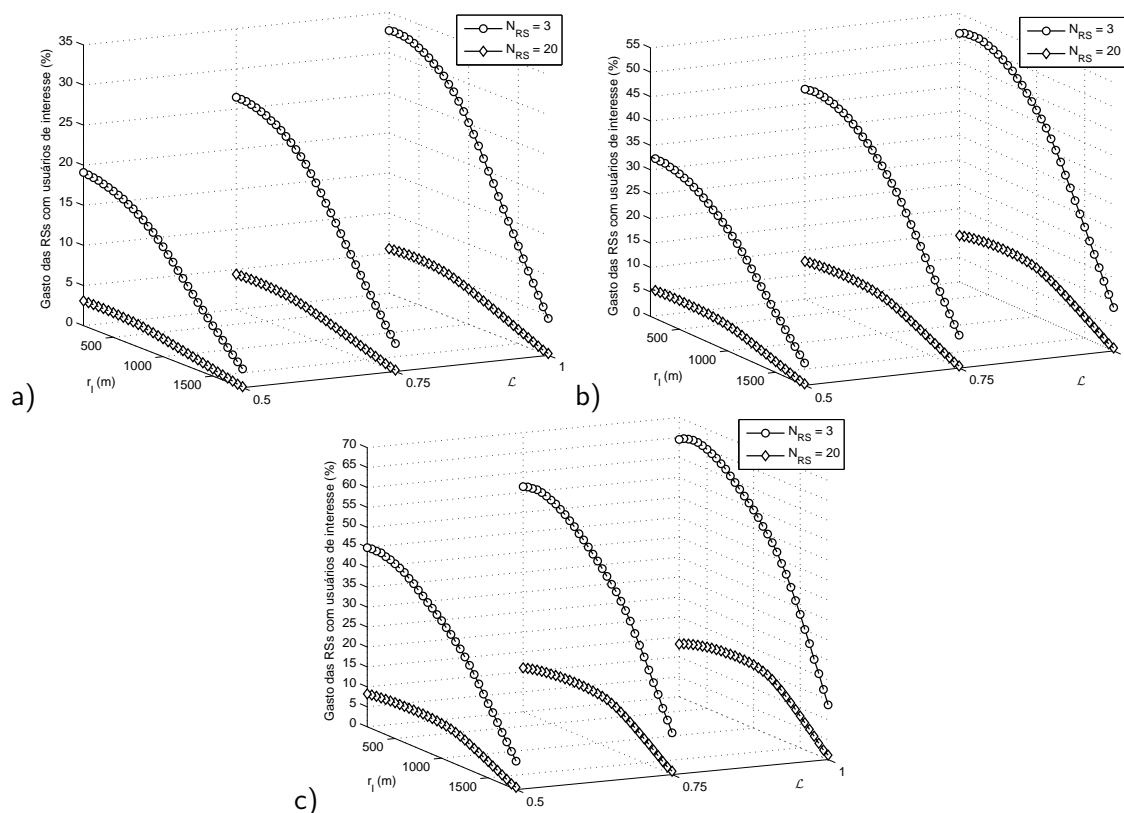 a)
N_RS = 3
N_RS = 20
Gasto das RSs com usuários de interesse (%)
35
30
25
20
15
10
5
0
500
1000
1500
r_I (m)
0.5
0.75
1
ℒ
b)
N_RS = 3
N_RS = 20
Gasto das RSs com usuários de interesse (%)
55
50
45
40
35
30
25
20
15
10
5
0
500
1000
1500
r_I (m)
0.5
0.75
1
ℒ
c)
N_RS = 3
N_RS = 20
Gasto das RSs com usuários de interesse (%)
70
65
60
55
50
45
40
35
30
25
20
15
10
5
0
500
1000
1500
r_I (m)
0.5
0.75
1
ℒ